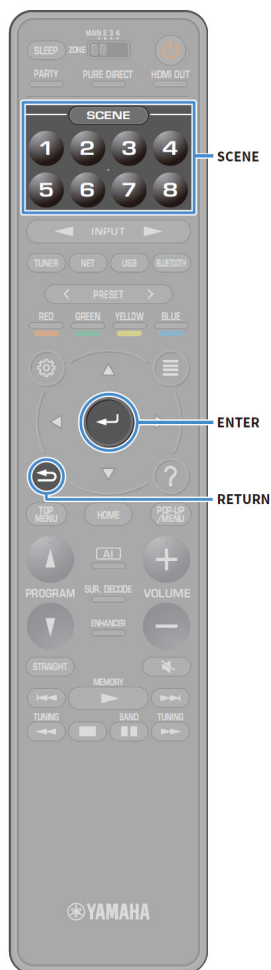 MAIN 2 3 4
SLEEP ZONE
PARTY PURE DIRECT HDMI OUT
SCENE
SCENE
1 2 3 4
5 6 7 8
INPUT
TUNER NET USB BLUETOOTH
PRESET
RED GREEN YELLOW BLUE
ENTER
RETURN
TOP MENU HOME POP-UP /MENU
AI
PROGRAM SUR. DECODE VOLUME
ENHANCER
STRAIGHT
MEMORY
TUNING BAND TUNING
YAMAHA